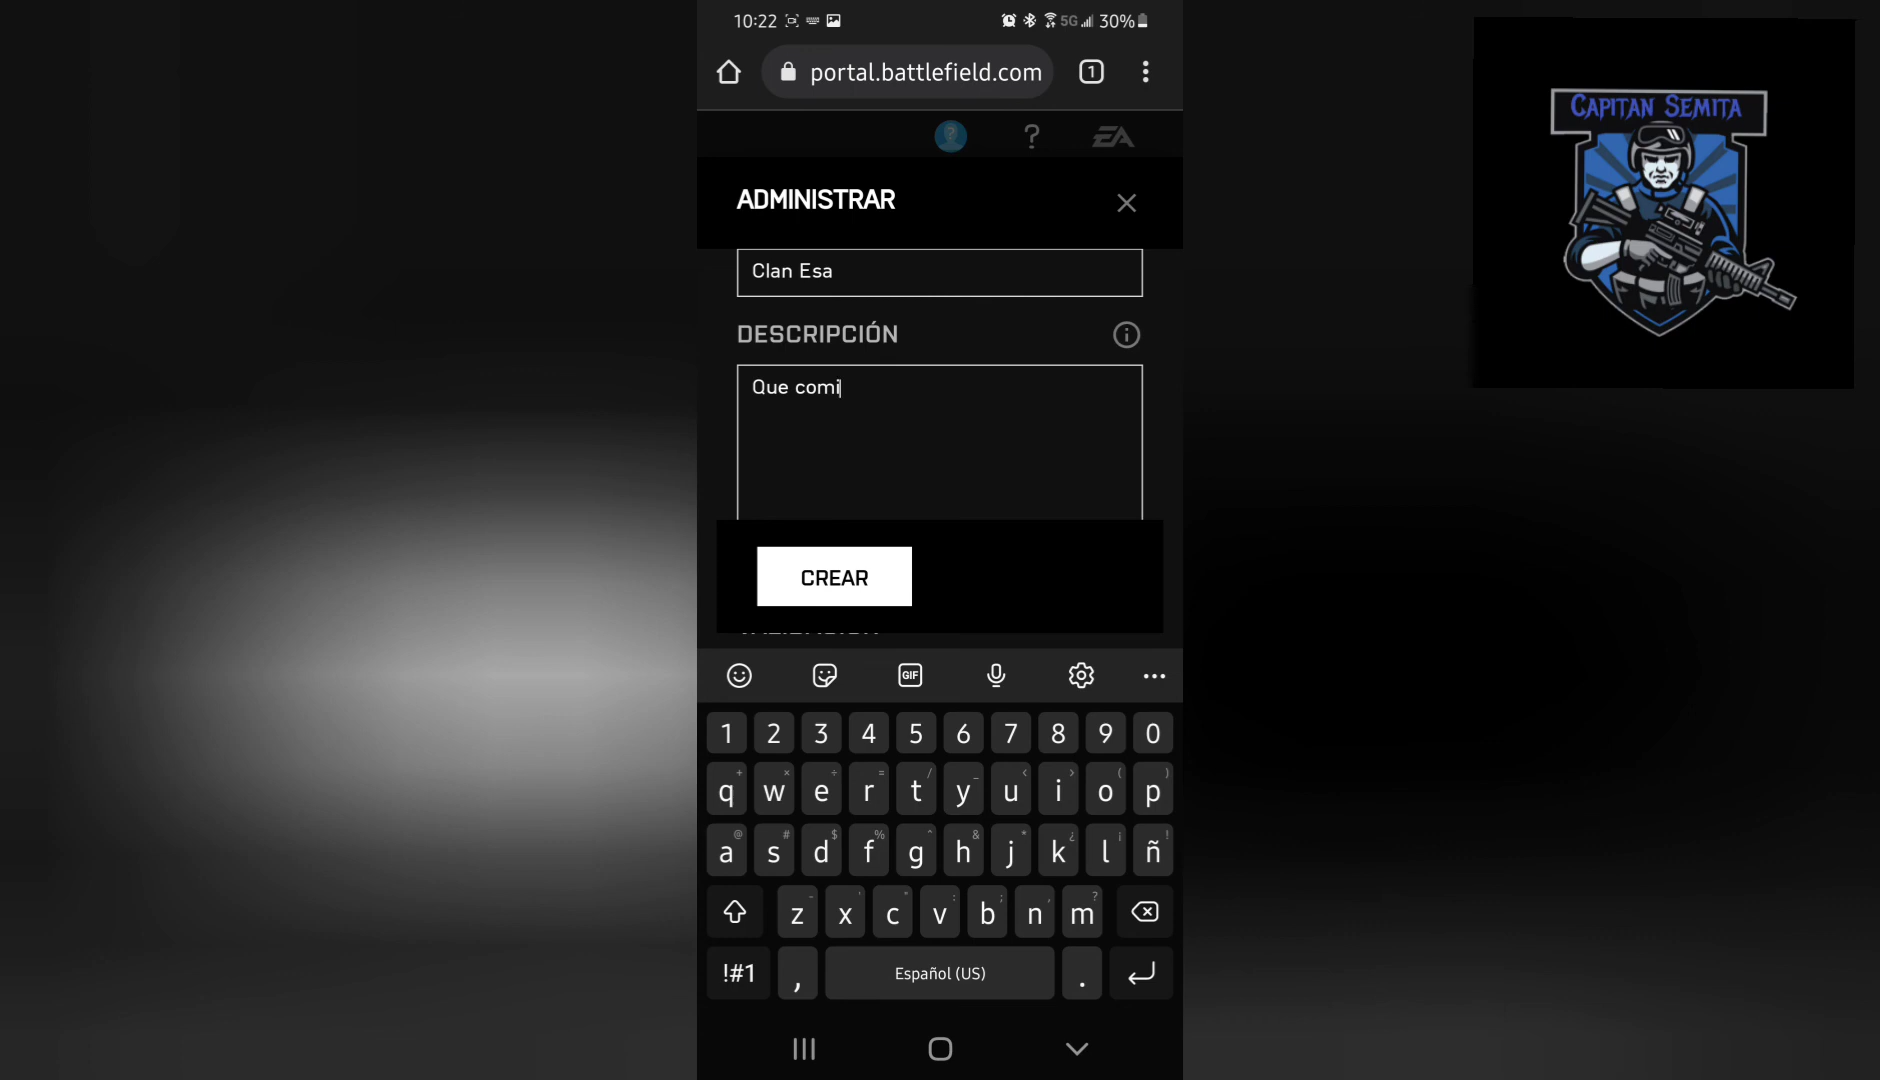 10:22 5G 30%
portal.battlefield.com 1
? EA
ADMINISTRAR
Clan Esa
DESCRIPCIÓN
Que comi
CREAR
GIF
1 2 3 4 5 6 7 8 9 0
q w e r t y u i o p
a s d f g h j k l ñ
z x c v b n m
!#1 , Español (US) .
CAPITAN SEMITA